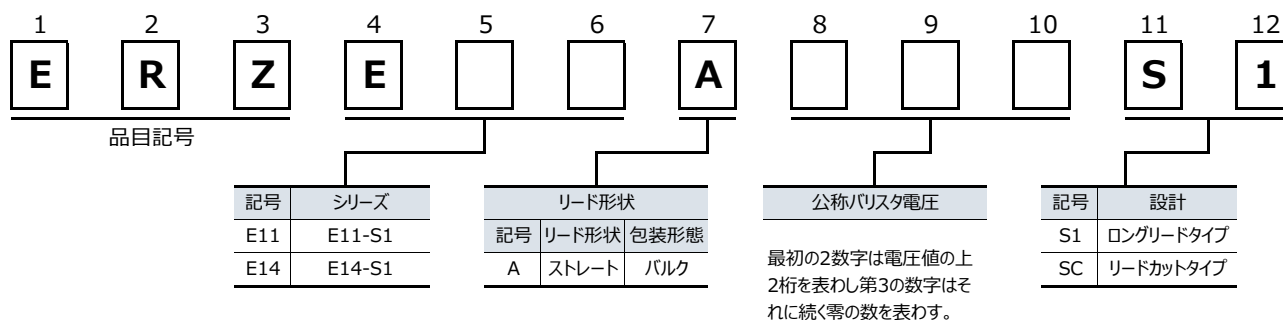 1 2 3 4 5 6 7 8 9 10 11 12
E R Z E A S 1
品目記号
記号 シリーズ
E11 E11-S1
E14 E14-S1
リード形状
記号 リード形状 包装形態
A ストレート バルク
公称バリスタ電圧
最初の2数字は電圧値の上
2桁を表わし第3の数字はそ
れに続く零の数を表わす。
記号 設計
S1 ロングリードタイプ
SC リードカットタイプ